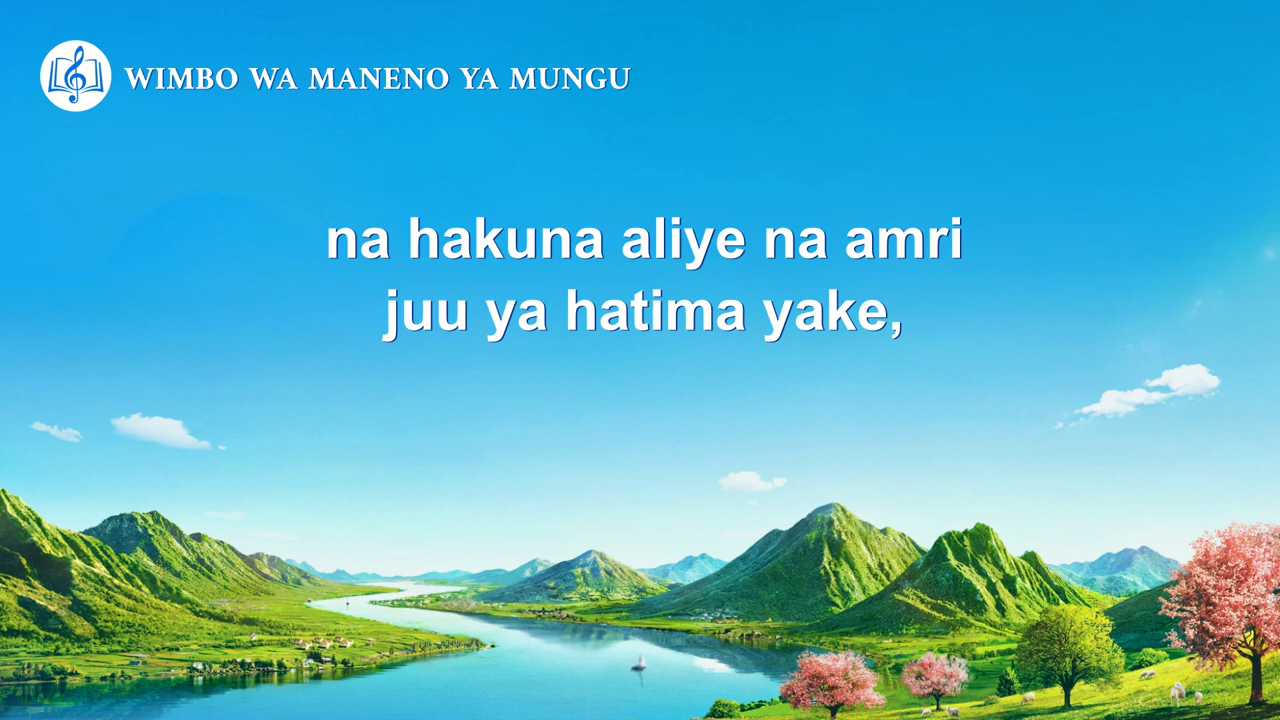 WIMBO WA MANENO YA MUNGU
na hakuna aliye na amri
juu ya hatima yake,